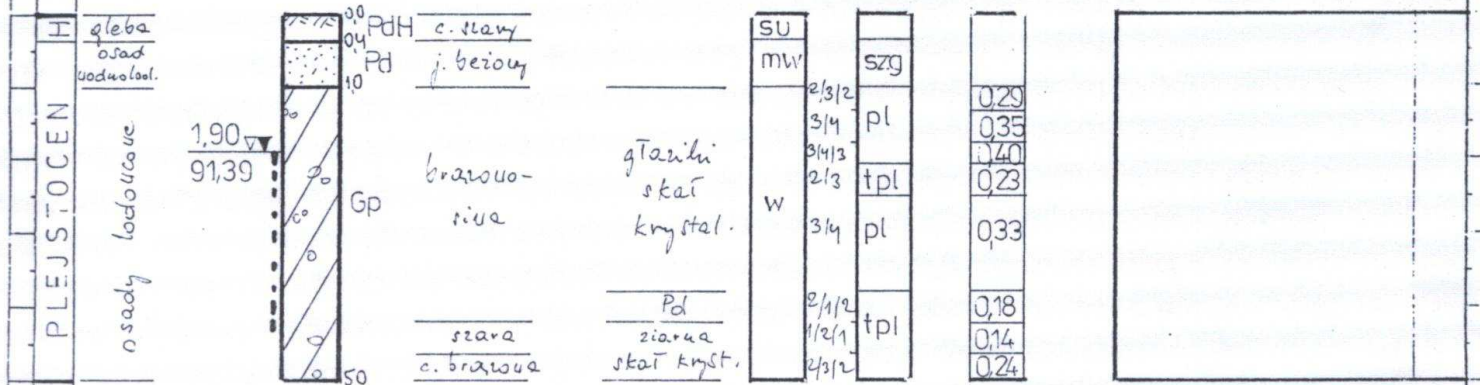 H
gleba
osad
wodnolod.
PLEJSTOCEN
osady lodowcowe
1,90
91,39
0,0
0,4
1,0
5,0
PdH
Pd
Gp
c. szary
j. beżowy
brązowo-
siwa
szara
c. brązowa
głaziki
skał
krystal.
Pd
ziarna
skał kryst.
su
mw
w
2/3/2
3/4
3/4/3
2/3
3/4
2/1/2
1/2/1
2/3/2
szg
pl
tpl
pl
tpl
0,29
0,35
0,40
0,23
0,33
0,18
0,14
0,24